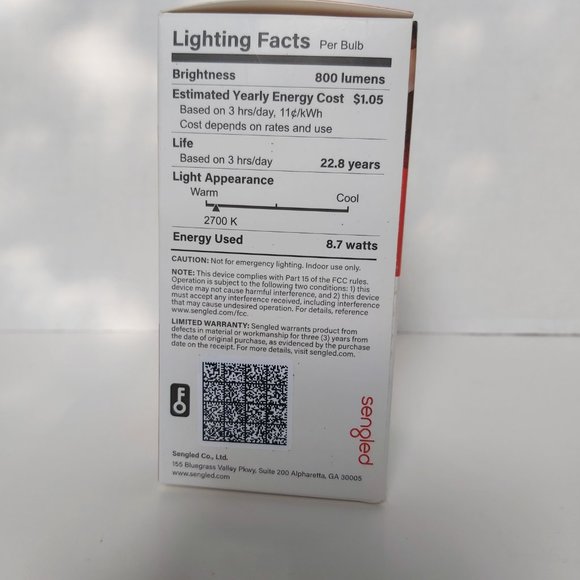 Lighting Facts Per Bulb
Brightness 800 lumens
Estimated Yearly Energy Cost $1.05
Based on 3 hrs/day, 11¢/kWh
Cost depends on rates and use
Life
Based on 3 hrs/day 22.8 years
Light Appearance
Warm Cool
2700 K
Energy Used 8.7 watts
CAUTION: Not for emergency lighting. Indoor use only.
NOTE: This device complies with Part 15 of the FCC rules.
Operation is subject to the following two conditions: 1) this
device may not cause harmful interference, and 2) this device
must accept any interference received, including interference
that may cause undesired operation. For details, reference
www.sengled.com/fcc.
LIMITED WARRANTY: Sengled warrants product from
defects in material or workmanship for three (3) years from
the date of original purchase, as evidenced by the purchase
date on the receipt. For more details, visit sengled.com.
sengled
Sengled Co., Ltd.
155 Bluegrass Valley Pkwy, Suite 200 Alpharetta, GA 30005
www.sengled.com